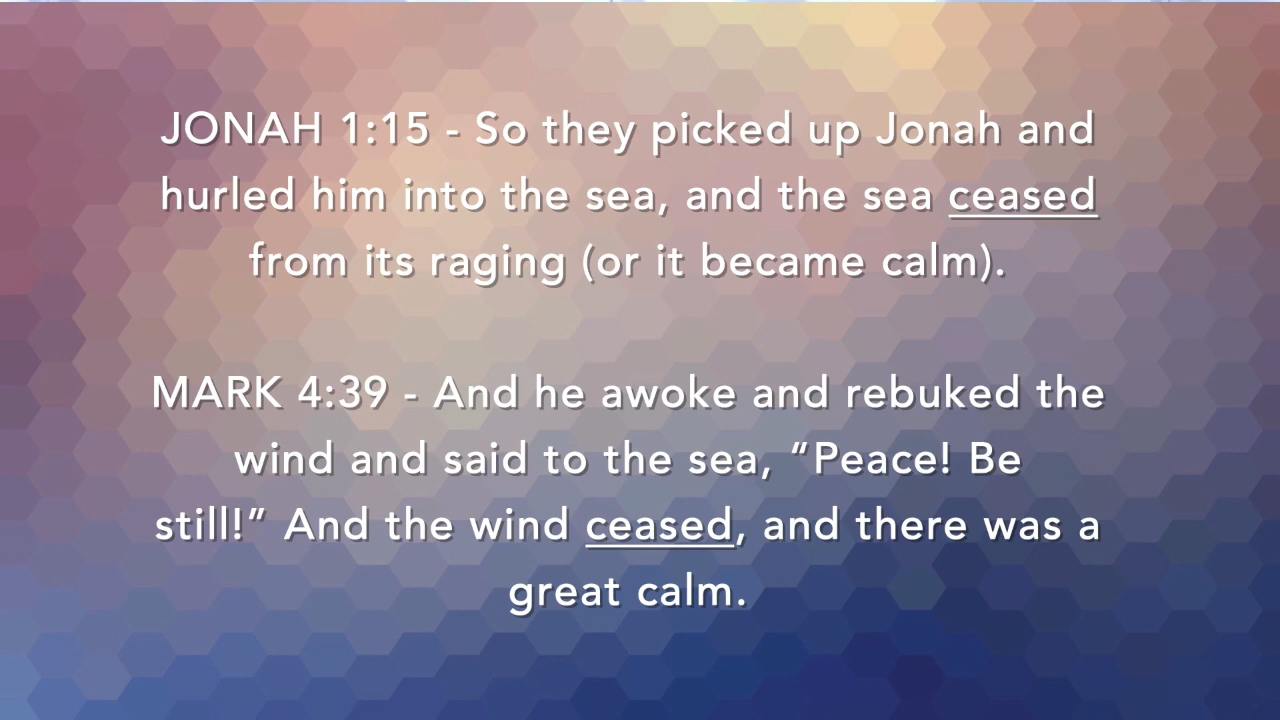 JONAH 1:15 - So they picked up Jonah and
hurled him into the sea, and the sea ceased
from its raging (or it became calm).
MARK 4:39 - And he awoke and rebuked the
wind and said to the sea, “Peace! Be
still!” And the wind ceased, and there was a
great calm.